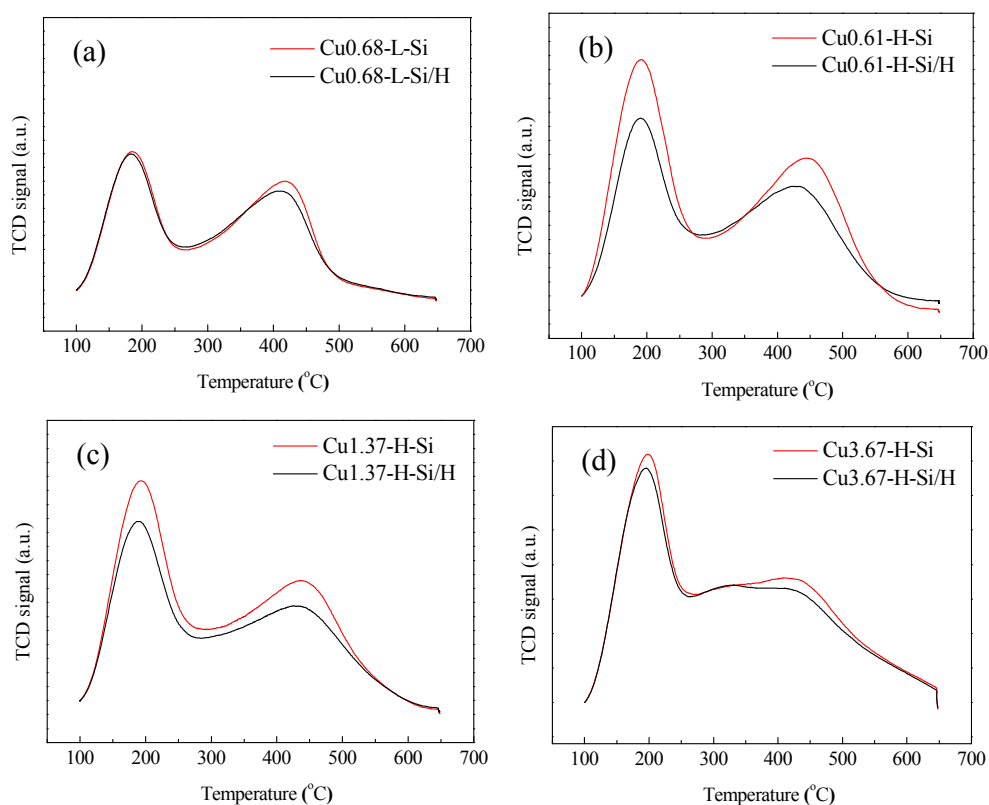 (a)
Cu0.68-L-Si
Cu0.68-L-Si/H
TCD signal (a.u.)
100 200 300 400 500 600 700
Temperature (°C)
(b)
Cu0.61-H-Si
Cu0.61-H-Si/H
TCD signal (a.u.)
100 200 300 400 500 600 700
Temperature (°C)
(c)
Cu1.37-H-Si
Cu1.37-H-Si/H
TCD signal (a.u.)
100 200 300 400 500 600 700
Temperature (°C)
(d)
Cu3.67-H-Si
Cu3.67-H-Si/H
TCD signal (a.u.)
100 200 300 400 500 600 700
Temperature (°C)